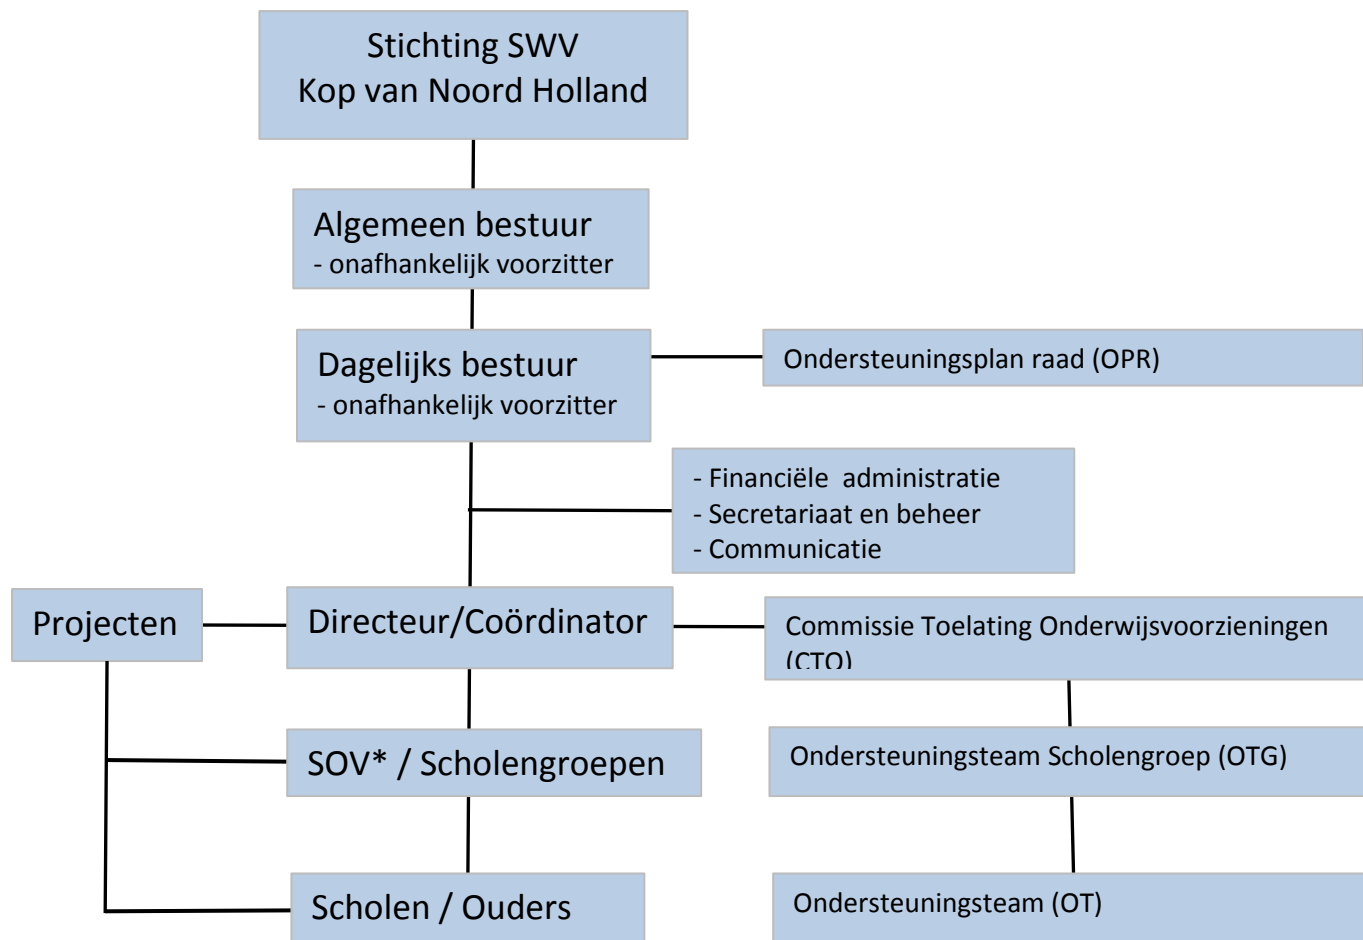 Stichting SWV
Kop van Noord Holland
Algemeen bestuur
- onafhankelijk voorzitter
Dagelijks bestuur
- onafhankelijk voorzitter
Ondersteuningsplan raad (OPR)
- Financiële  administratie
- Secretariaat en beheer
- Communicatie
Projecten
Directeur/Coördinator
Commissie Toelating Onderwijsvoorzieningen
(CTO)
SOV* / Scholengroepen
Ondersteuningsteam Scholengroep (OTG)
Scholen / Ouders
Ondersteuningsteam (OT)